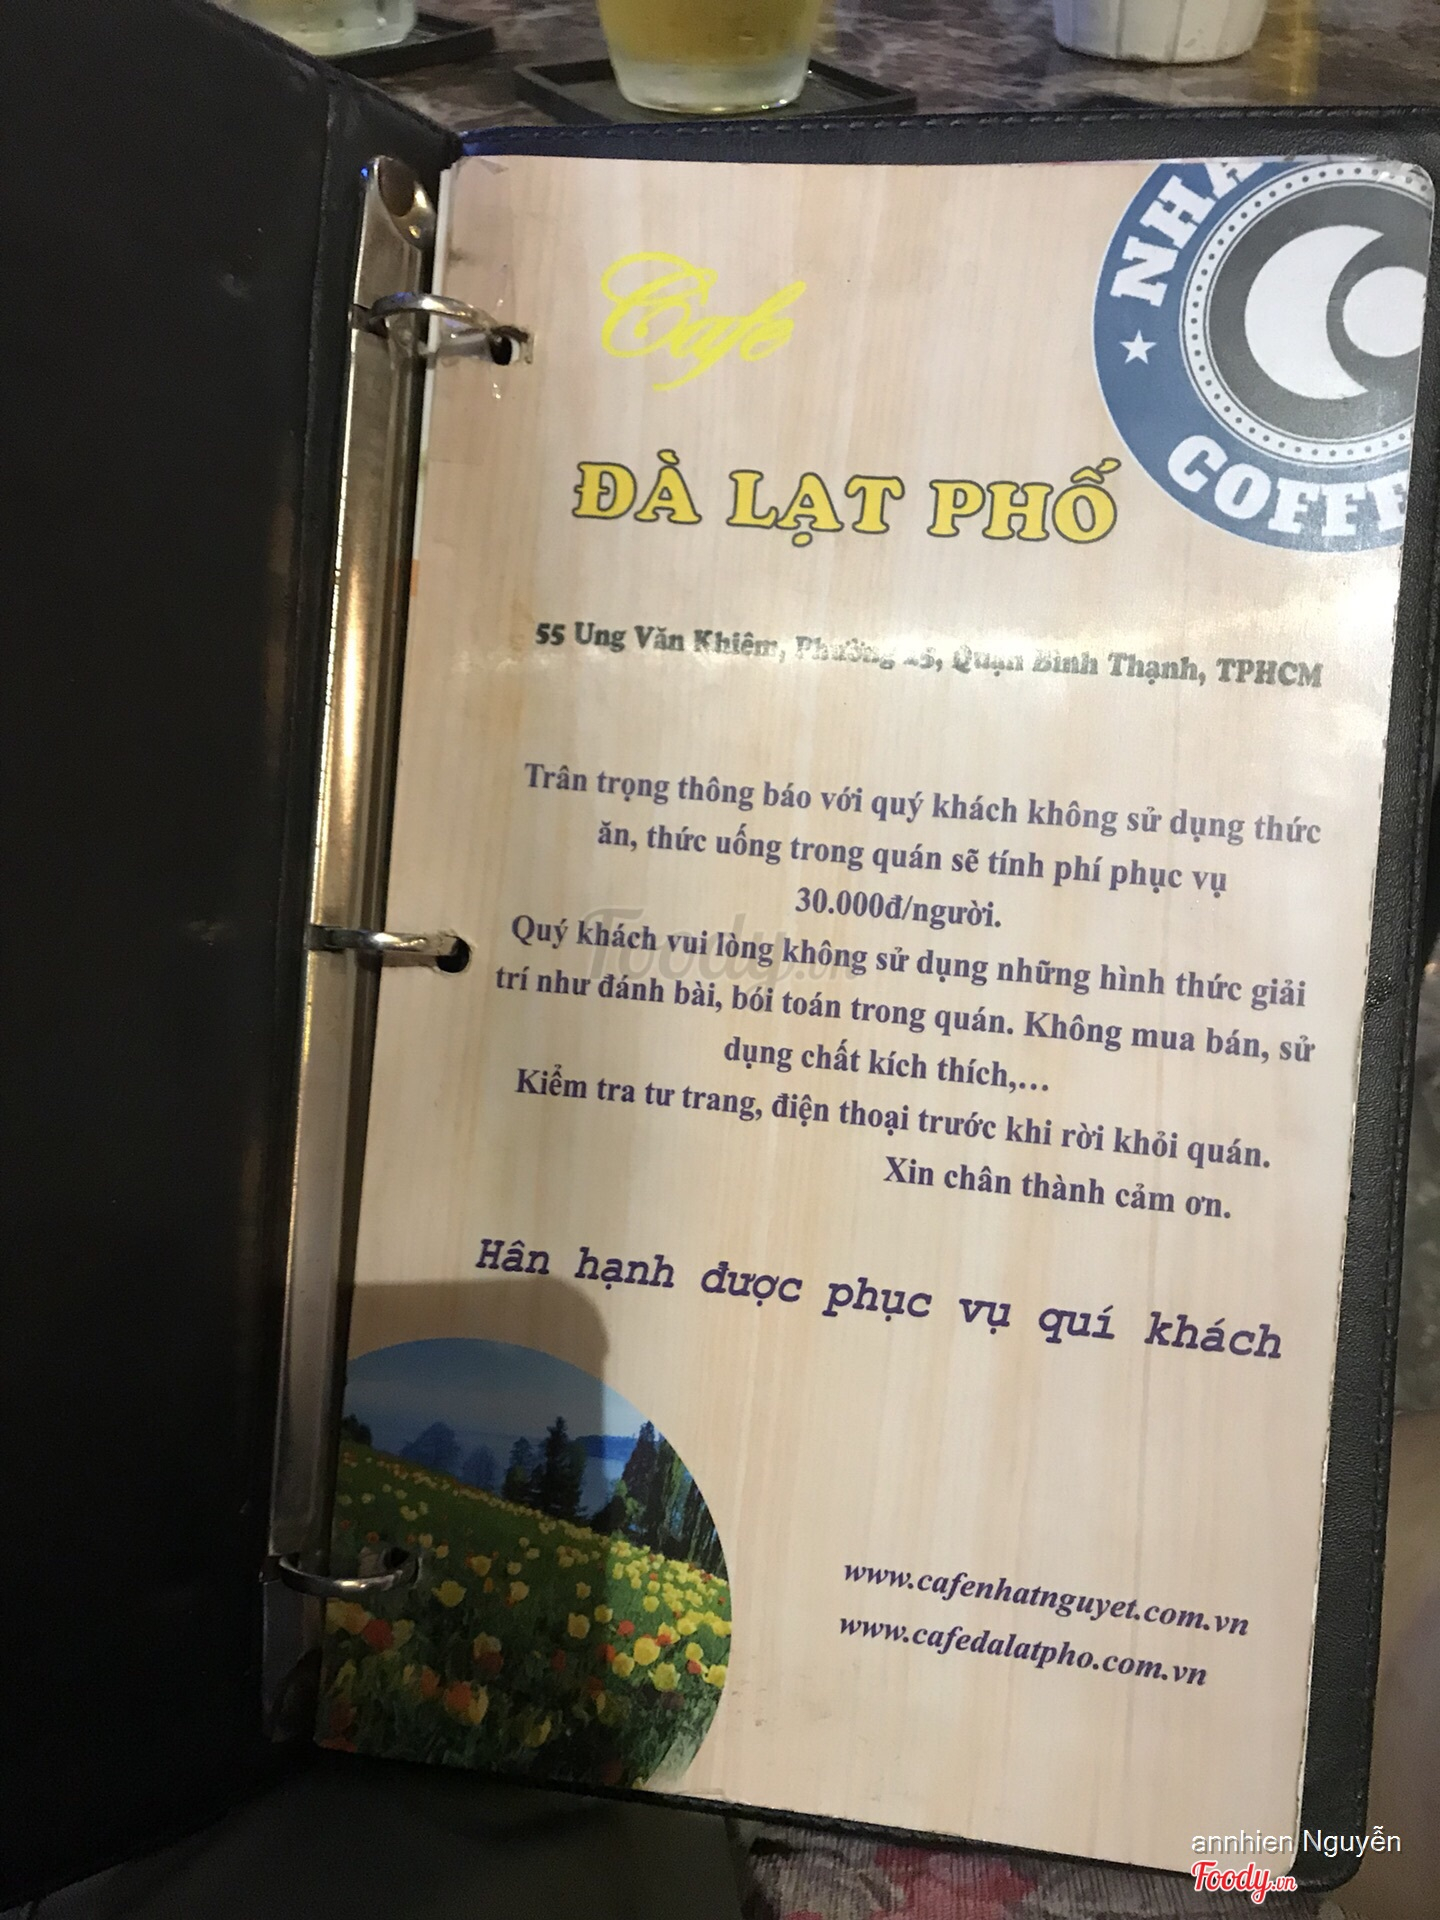 Cafe
NHẬ
COFFE
ĐÀ LẠT PHỐ
55 Ung Văn Khiêm, Phường 25, Quận Bình Thạnh, TPHCM
Trân trọng thông báo với quý khách không sử dụng thức
ăn, thức uống trong quán sẽ tính phí phục vụ
30.000đ/người.
Quý khách vui lòng không sử dụng những hình thức giải
trí như đánh bài, bói toán trong quán. Không mua bán, sử
dụng chất kích thích,...
Kiểm tra tư trang, điện thoại trước khi rời khỏi quán.
Xin chân thành cảm ơn.
Hân hạnh được phục vụ quí khách
www.cafenhatnguyet.com.vn
www.cafedalatpho.com.vn
Foody.vn
annhien Nguyễn
Foody.vn